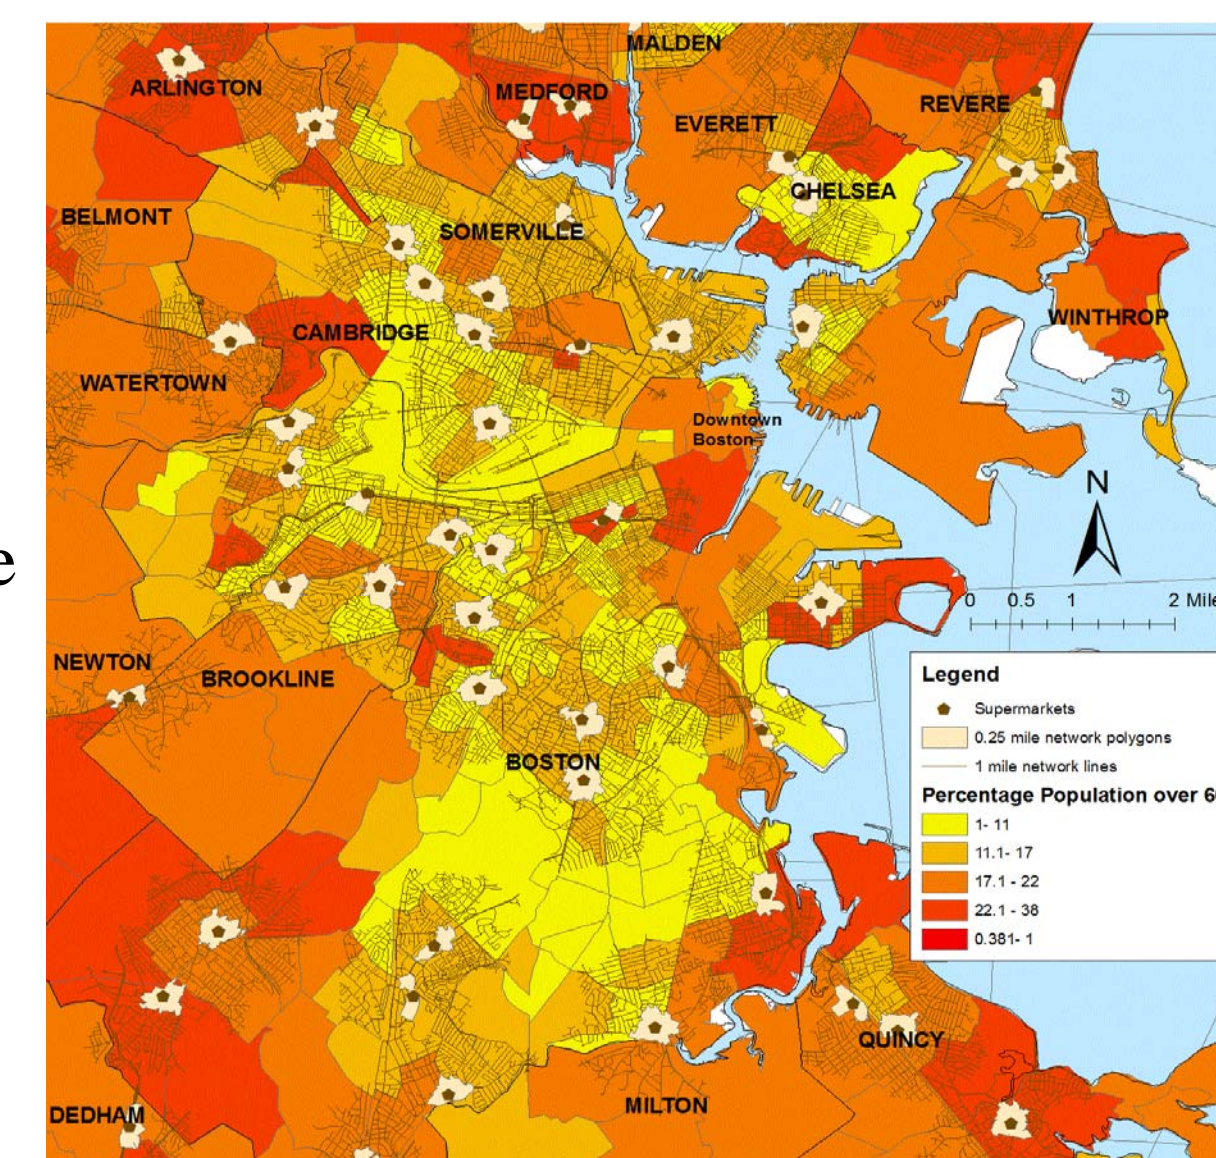 MALDEN
ARLINGTON
MEDFORD
REVERE
EVERETT
CHELSEA
BELMONT
SOMERVILLE
WINTHROP
CAMBRIDGE
WATERTOWN
Downtown
Boston
N
e
0 0.5 1 2 Mile
NEWTON
BROOKLINE
Legend
Supermarkets
0.25 mile network polygons
1 mile network lines
BOSTON
Percentage Population over 6
1- 11
11.1- 17
17.1 - 22
22.1 - 38
0.381- 1
QUINCY
MILTON
DEDHAM